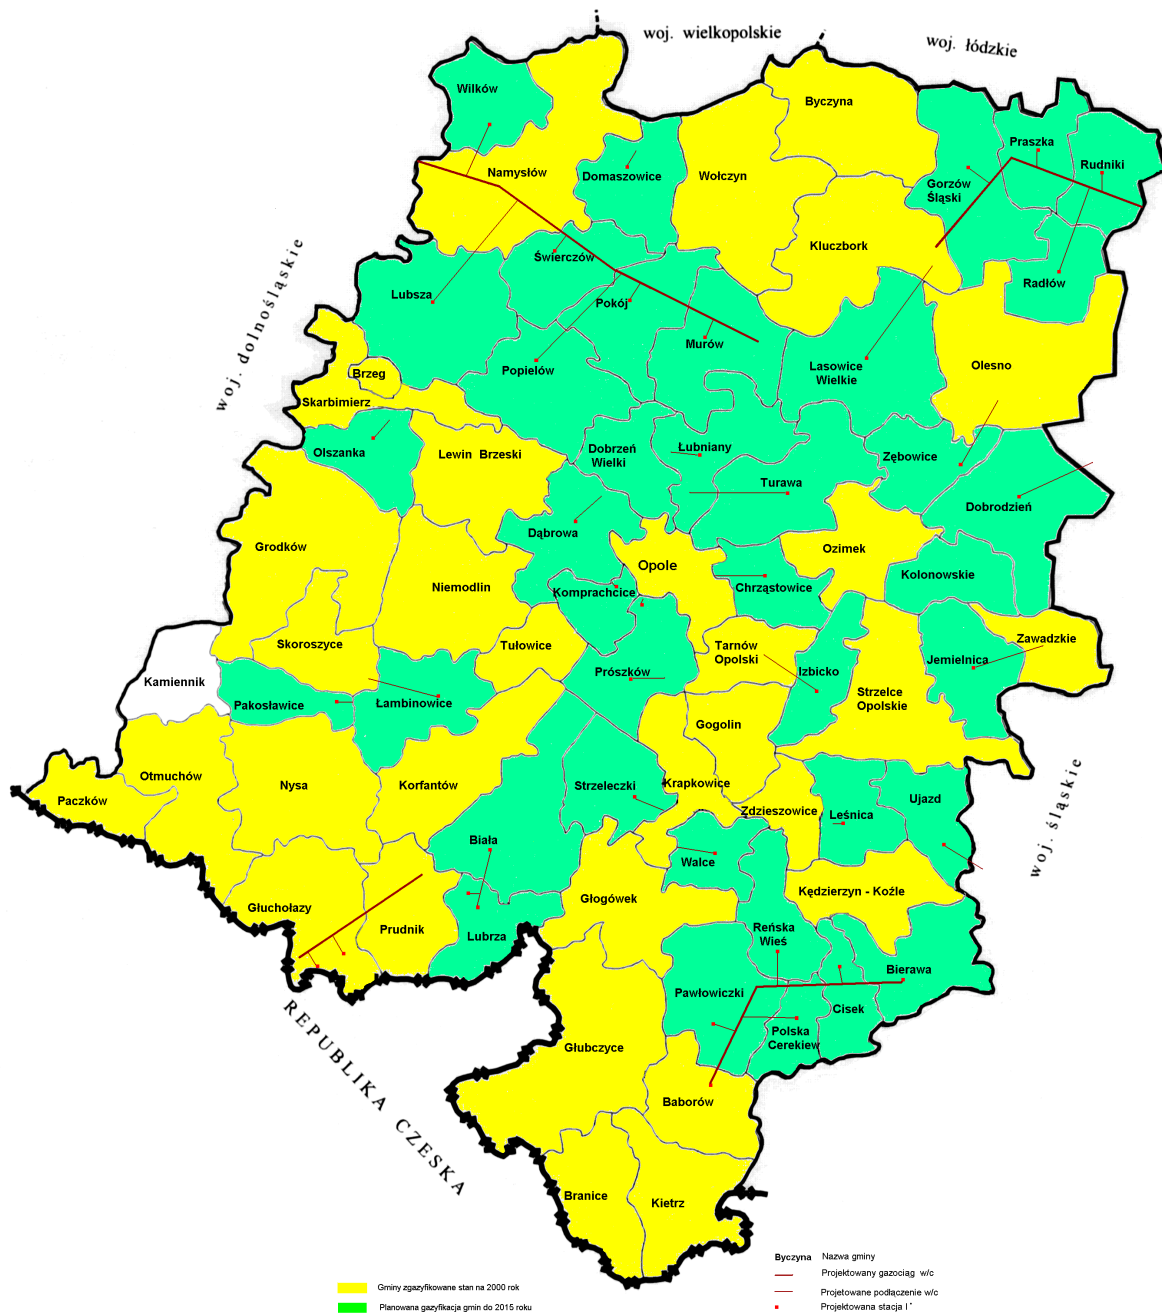 woj. wielkopolskie
woj. łódzkie
Wilków
Byczyna
Praszka
Rudniki
Namysłów
Domaszowice
Wołczyn
Gorzów
Śląski
Kluczbork
Świerczów
Radłów
Lubsza
Pokój
woj. dolnośląskie
Murów
Lasowice
Wielkie
Olesno
Popielów
Brzeg
Skarbimierz
Olszanka
Lewin Brzeski
Dobrzeń
Wielki
Łubniany
Zębowice
Turawa
Dobrodzień
Dąbrowa
Grodków
Ozimek
Opole
Kolonowskie
Niemodlin
Komprachcice
Chrząstowice
Skoroszyce
Tułowice
Tarnów
Opolski
Zawadzkie
Kamiennik
Prószków
Izbicko
Jemielnica
Pakosławice
Łambinowice
Strzelce
Opolskie
Gogolin
Otmuchów
Nysa
Korfantów
Strzeleczki
Krapkowice
Paczków
Zdzieszowice
Leśnica
Ujazd
woj. śląskie
Biała
Walce
Kędzierzyn - Koźle
Głuchołazy
Głogówek
Prudnik
Lubrza
Reńska
Wieś
Bierawa
Pawłowiczki
Cisek
Polska
Cerekiew
REPUBLIKA CZESKA
Głubczyce
Baborów
Branice
Kietrz
Byczyna Nazwa gminy
Projektowany gazociąg w/c
Gminy zgazyfikowane stan na 2000 rok
Projetowane podłączenie w/c
Planowana gazyfikacja gmin do 2015 roku
Projektowana stacja I°